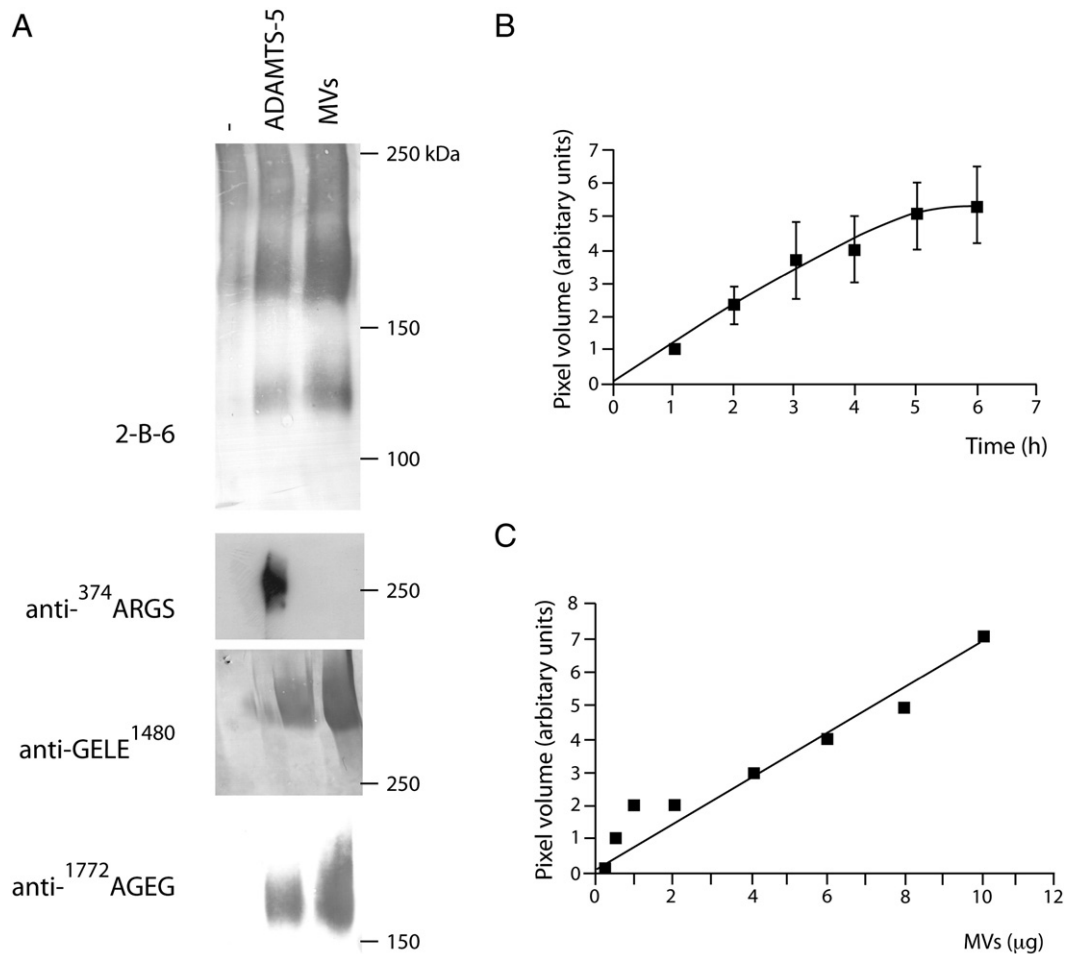 A
-
ADAMTS-5
MVs
250 kDa
150
100
2-B-6
anti-374ARGS
250
anti-GELE1480
250
anti-1772AGEG
150
B
Pixel volume (arbitary units)
7
6
5
4
3
2
1
0
0 1 2 3 4 5 6 7
Time (h)
C
Pixel volume (arbitary units)
8
7
6
5
4
3
2
1
0
0 2 4 6 8 10 12
MVs (µg)